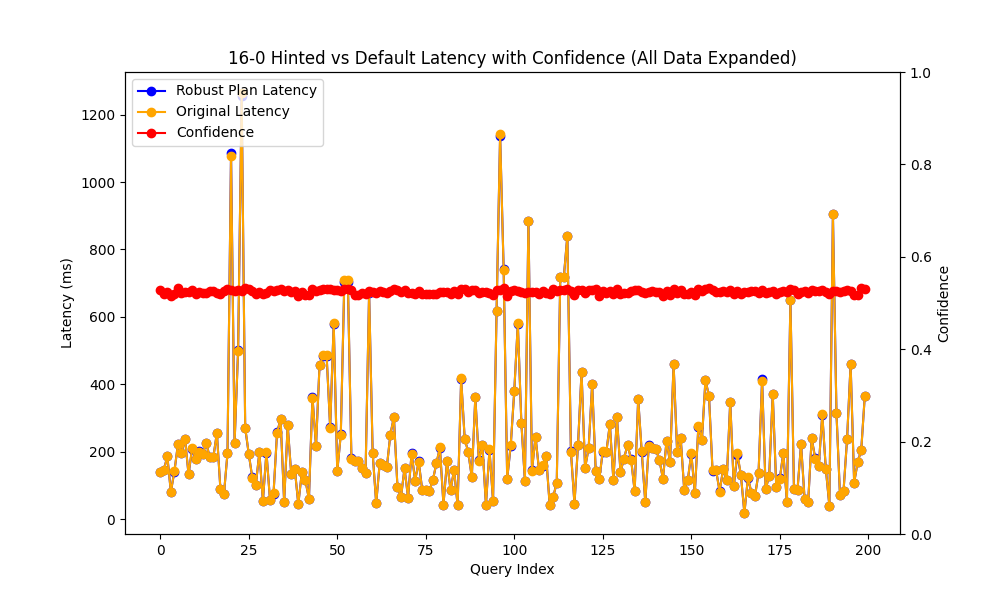 16-0 Hinted vs Default Latency with Confidence (All Data Expanded)
Robust Plan Latency
Original Latency
Confidence
Latency (ms)
1200
1000
800
600
400
200
0
1.0
0.8
0.6
0.4
0.2
0.0
Confidence
0 25 50 75 100 125 150 175 200
Query Index